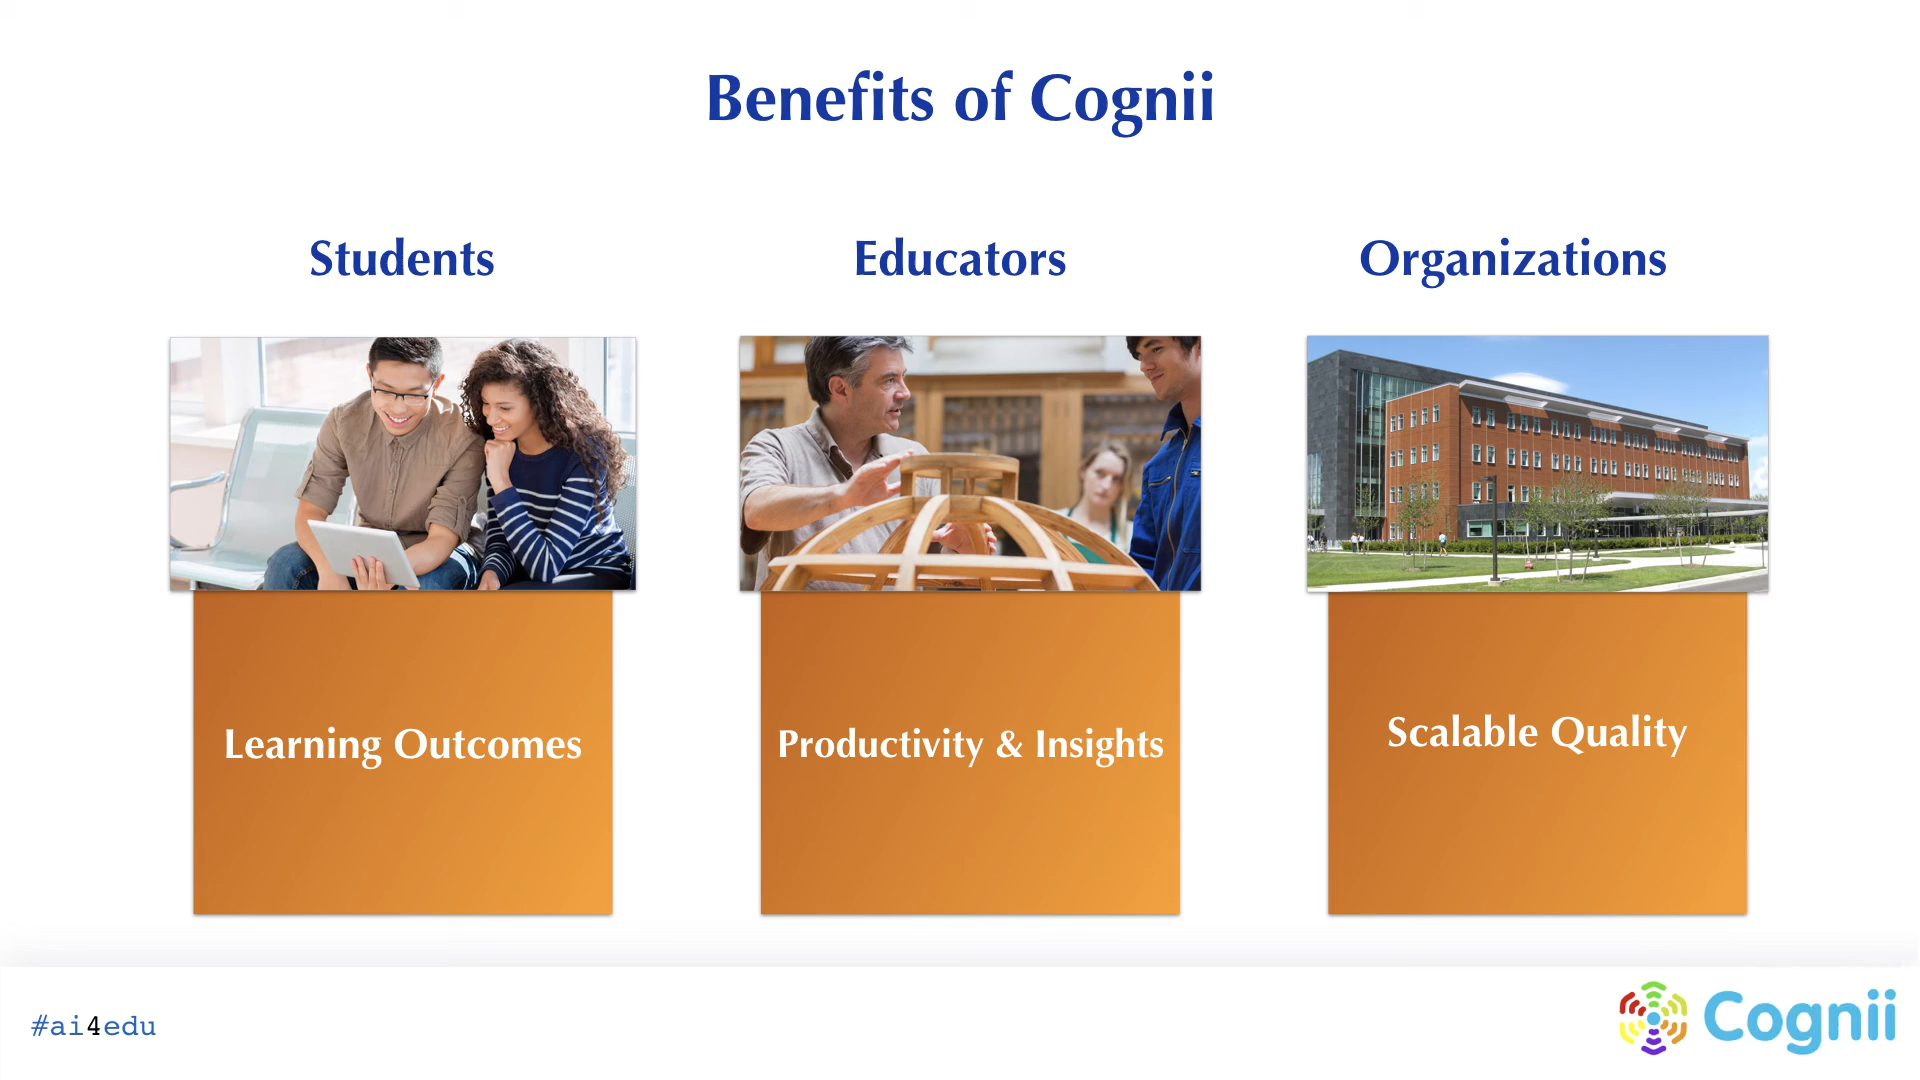 Benefits of Cognii
Students
Educators
Organizations
Learning Outcomes
Productivity & Insights
Scalable Quality
#ai4edu
Cognii